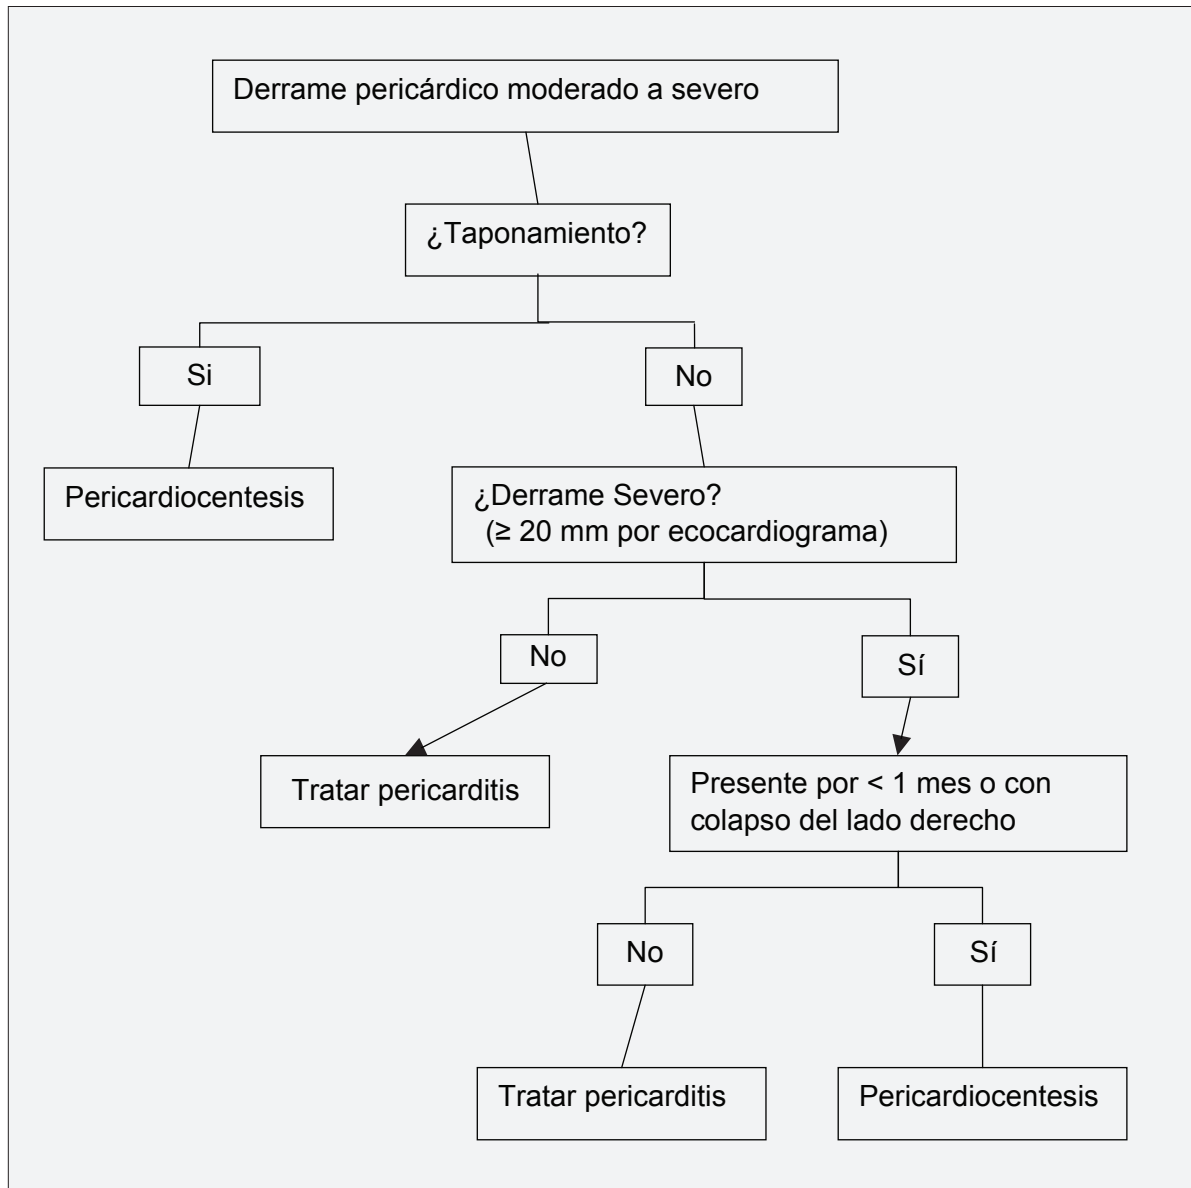 Derrame pericárdico moderado a severo
¿Taponamiento?
Si
No
Pericardiocentesis
¿Derrame Severo?
(≥ 20 mm por ecocardiograma)
No
Sí
Tratar pericarditis
Presente por < 1 mes o con
colapso del lado derecho
No
Sí
Tratar pericarditis
Pericardiocentesis